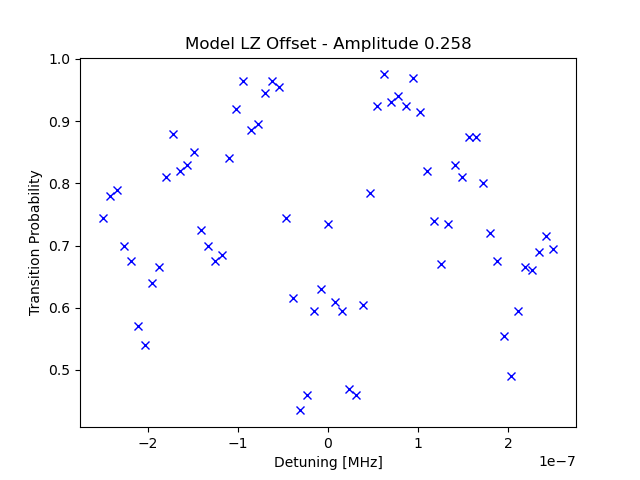 Model LZ Offset - Amplitude 0.258
1.0
0.9
0.8
0.7
0.6
0.5
Transition Probability
−2
−1
0
1
2
1e−7
Detuning [MHz]